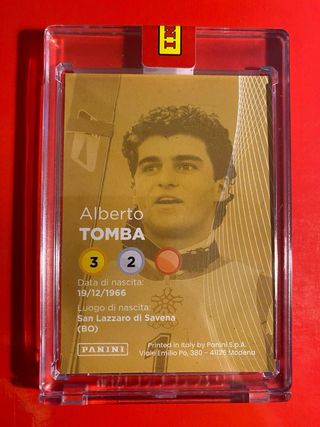 Alberto
TOMBA
3 2
Data di nascita:
19/12/1966
Luogo di nascita:
San Lazzaro di Savena
(BO)
PANINI
Printed in Italy by Panini S.p.A.
Viale Emilio Po, 380 - 41126 Modena